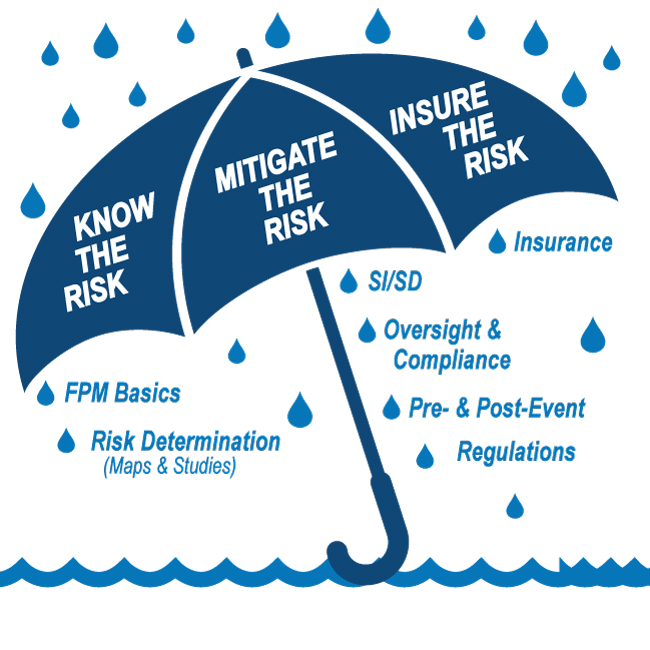 KNOW
THE
RISK
MITIGATE
THE
RISK
INSURE
THE
RISK
FPM Basics
Risk Determination
(Maps & Studies)
SI/SD
Oversight &
Compliance
Pre- & Post-Event
Regulations
Insurance